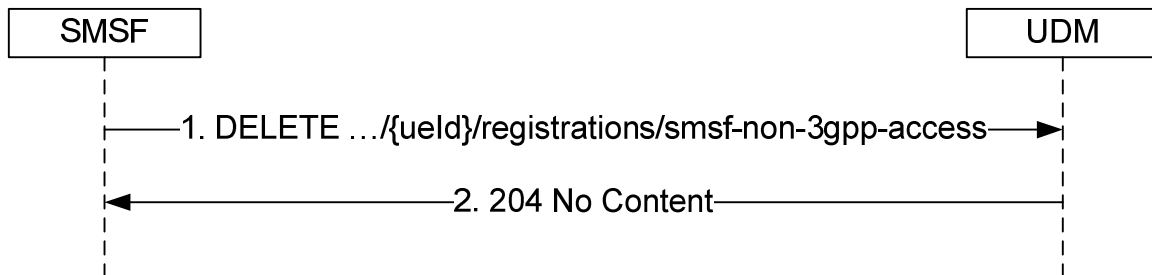 SMSF
UDM
1. DELETE …/{ueId}/registrations/smsf-non-3gpp-access
2. 204 No Content